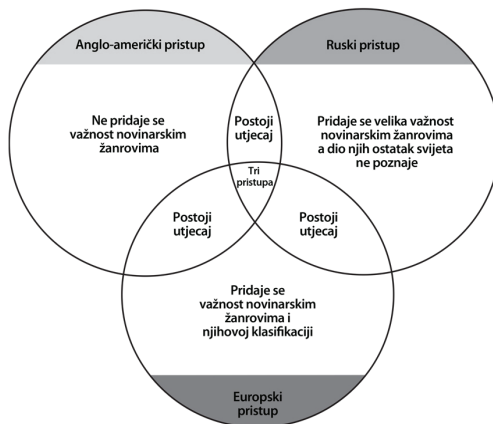 Anglo-američki pristup
Ruski pristup
Ne pridaje se
važnost novinarskim
žanrovima
Postoji
utjecaj
Pridaje se velika važnost
novinarskim žanrovima
a dio njih ostatak svijeta
ne poznaje
Tri
pristupa
Postoji
utjecaj
Postoji
utjecaj
Pridaje se
važnost novinarskim
žanrovima i
njihovoj klasifikaciji
Europski
pristup